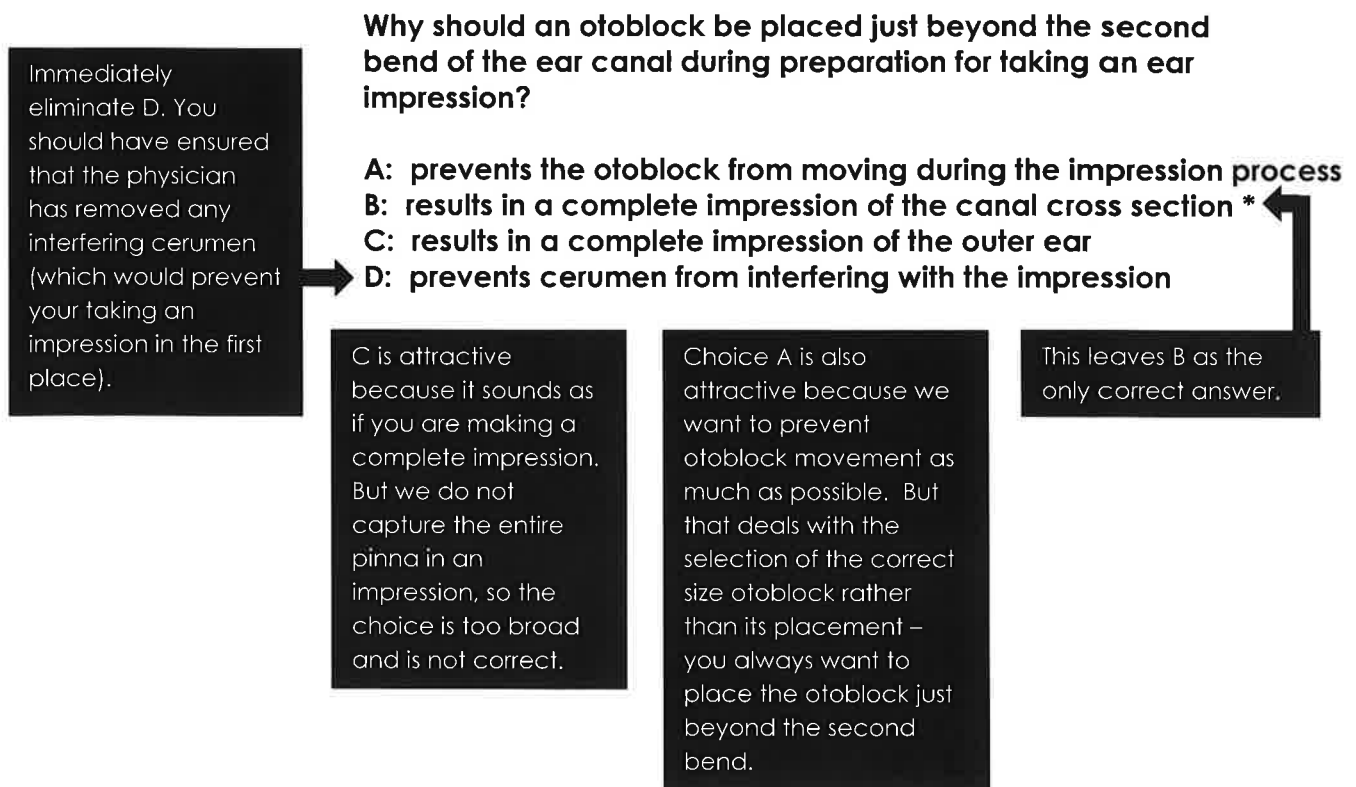 Why should an otoblock be placed just beyond the second
bend of the ear canal during preparation for taking an ear
impression?
Immediately
eliminate D. You
should have ensured
that the physician
has removed any
interfering cerumen
(which would prevent
your taking an
impression in the first
place).
A: prevents the otoblock from moving during the impression process
B: results in a complete impression of the canal cross section *
C: results in a complete impression of the outer ear
D: prevents cerumen from interfering with the impression
C is attractive
because it sounds as
if you are making a
complete impression.
But we do not
capture the entire
pinna in an
impression, so the
choice is too broad
and is not correct.
Choice A is also
attractive because we
want to prevent
otoblock movement as
much as possible. But
that deals with the
selection of the correct
size otoblock rather
than its placement –
you always want to
place the otoblock just
beyond the second
bend.
This leaves B as the
only correct answer.